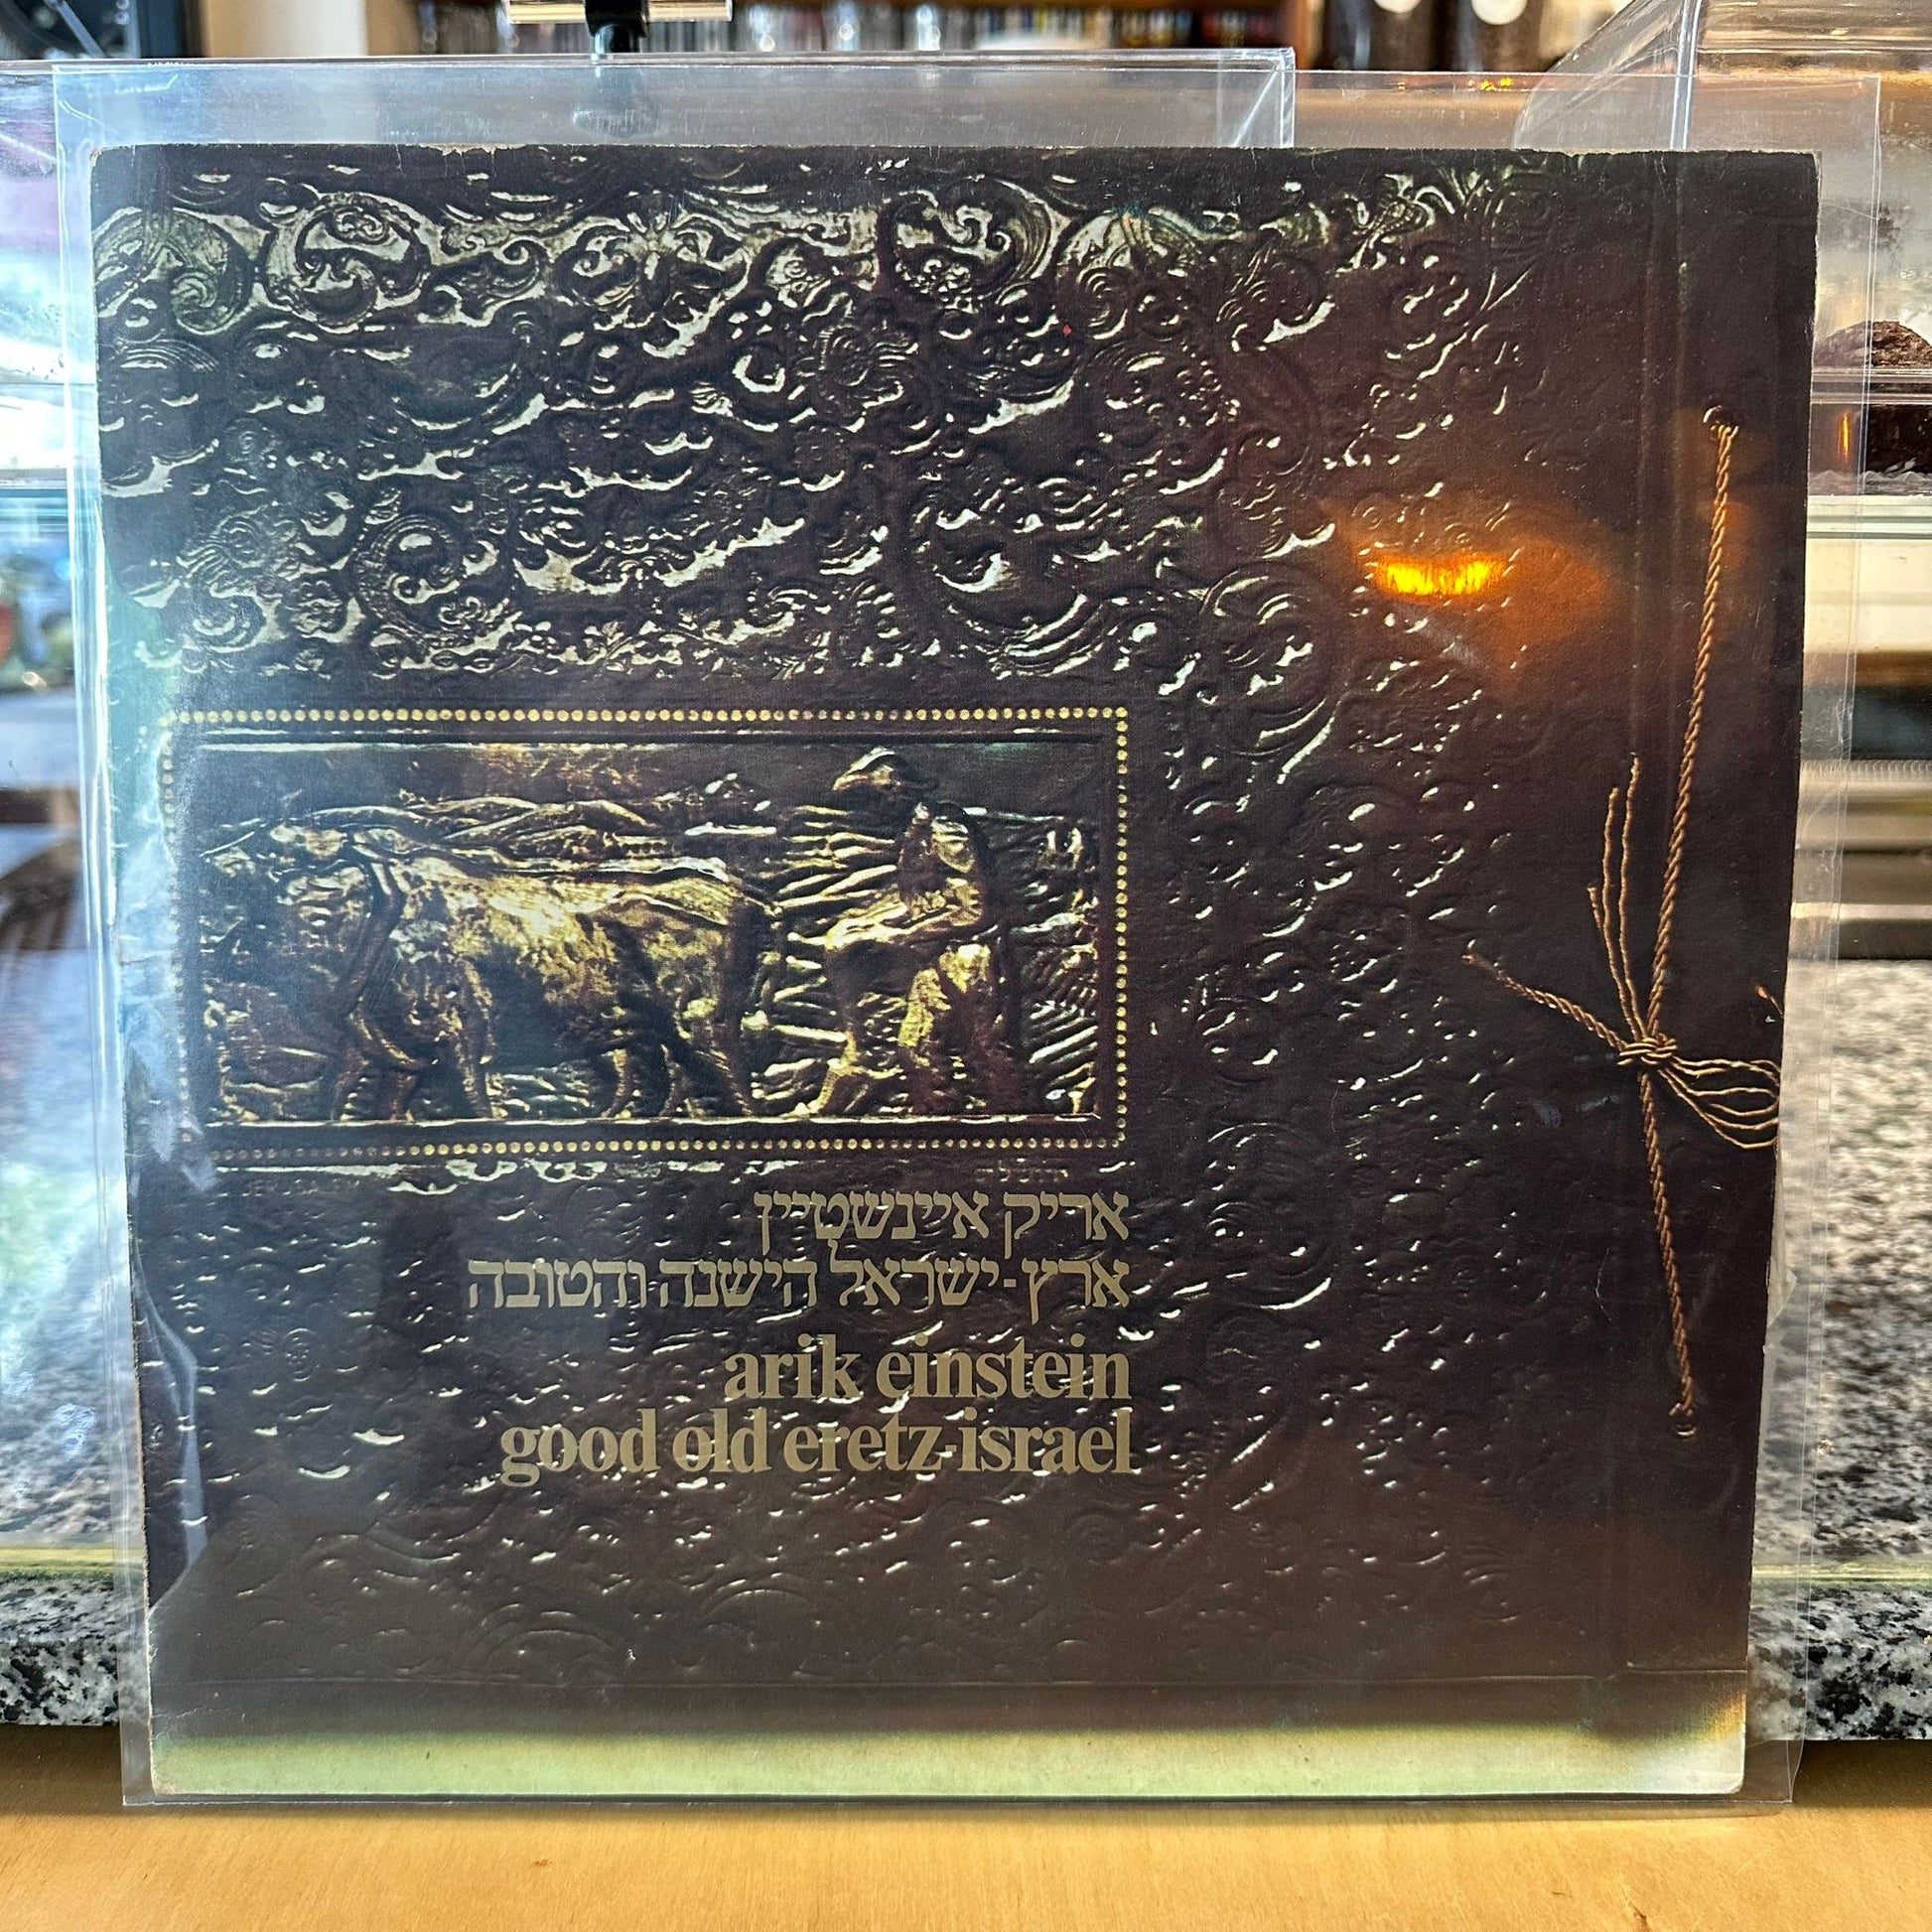 אריק איינשטיין
ארץ-ישראל הישנה והטובה
arik einstein
good old eretz-israel